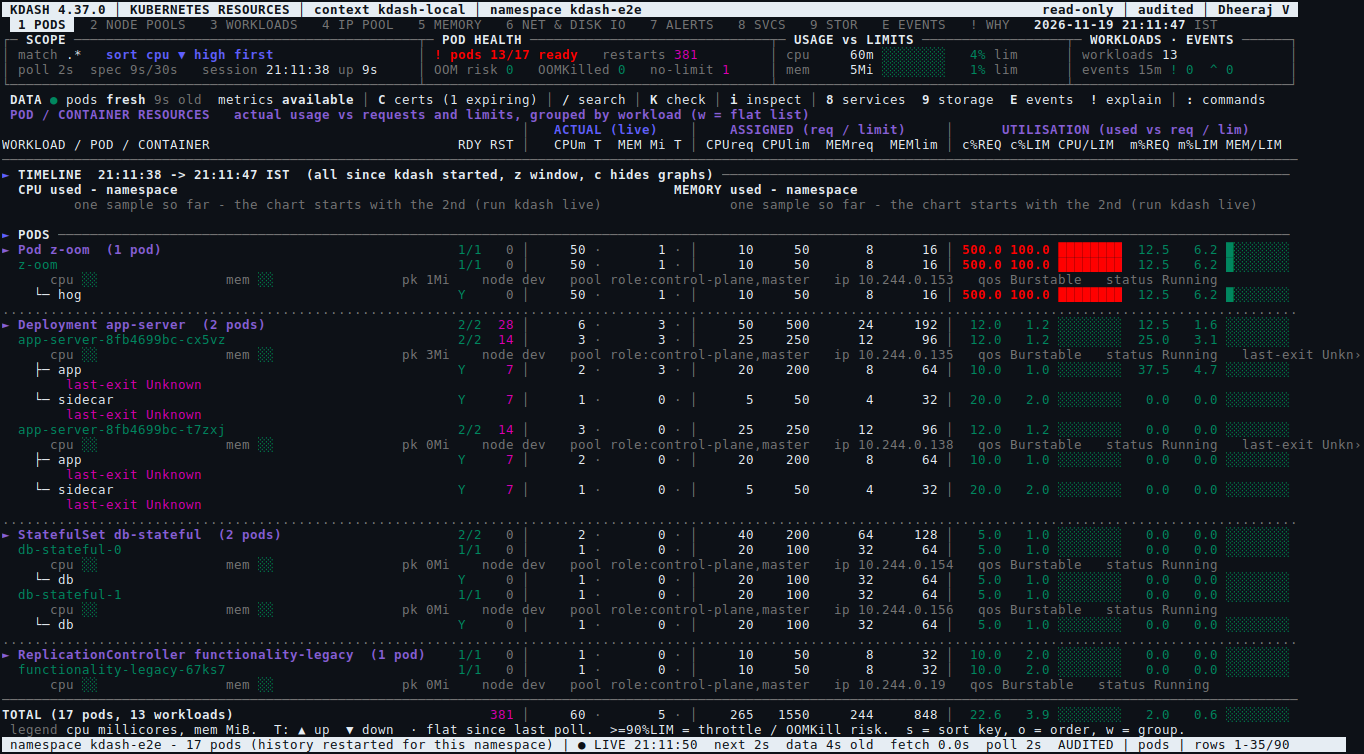 KDASH 4.37.0 │ KUBERNETES RESOURCES │ context kdash-local │ namespace kdash-e2e read-only │ audited │ Dheeraj V
1 PODS 2 NODE POOLS 3 WORKLOADS 4 IP POOL 5 MEMORY 6 NET & DISK IO 7 ALERTS 8 SVCS 9 STOR E EVENTS ! WHY 2026-11-19 21:11:47 IST
SCOPE POD HEALTH USAGE vs LIMITS WORKLOADS · EVENTS
match .* sort cpu ▼ high first │ ! pods 13/17 ready restarts 381 │ cpu 60m 4% lim │ workloads 13
poll 2s spec 9s/30s session 21:11:38 up 9s │ OOM risk 0 OOMKilled 0 no-limit 1 │ mem 5Mi 1% lim │ events 15m ! 0 ^ 0
DATA ● pods fresh 9s old metrics available │ C certs (1 expiring) │ / search │ K check │ i inspect │ 8 services 9 storage E events ! explain │ : commands
POD / CONTAINER RESOURCES actual usage vs requests and limits, grouped by workload (w = flat list)
│ ACTUAL (live) │ ASSIGNED (req / limit) │ UTILISATION (used vs req / lim)
WORKLOAD / POD / CONTAINER RDY RST │ CPUm T MEM Mi T │ CPUreq CPUlim MEMreq MEMlim │ c%REQ c%LIM CPU/LIM m%REQ m%LIM MEM/LIM
► TIMELINE 21:11:38 -> 21:11:47 IST (all since kdash started, z window, c hides graphs)
CPU used - namespace MEMORY used - namespace
one sample so far - the chart starts with the 2nd (run kdash live) one sample so far - the chart starts with the 2nd (run kdash live)
► PODS
► Pod z-oom (1 pod) 1/1 0 │ 50 · 1 · │ 10 50 8 16 │ 500.0 100.0 12.5 6.2
z-oom 1/1 0 │ 50 · 1 · │ 10 50 8 16 │ 500.0 100.0 12.5 6.2
cpu mem pk 1Mi node dev pool role:control-plane,master ip 10.244.0.153 qos Burstable status Running
└─ hog Y 0 │ 50 · 1 · │ 10 50 8 16 │ 500.0 100.0 12.5 6.2
► Deployment app-server (2 pods) 2/2 28 │ 6 · 3 · │ 50 500 24 192 │ 12.0 1.2 12.5 1.6
app-server-8fb4699bc-cx5vz 2/2 14 │ 3 · 3 · │ 25 250 12 96 │ 12.0 1.2 25.0 3.1
cpu mem pk 3Mi node dev pool role:control-plane,master ip 10.244.0.135 qos Burstable status Running last-exit Unkn›
├─ app Y 7 │ 2 · 3 · │ 20 200 8 64 │ 10.0 1.0 37.5 4.7
last-exit Unknown
└─ sidecar Y 7 │ 1 · 0 · │ 5 50 4 32 │ 20.0 2.0 0.0 0.0
last-exit Unknown
app-server-8fb4699bc-t7zxj 2/2 14 │ 3 · 0 · │ 25 250 12 96 │ 12.0 1.2 0.0 0.0
cpu mem pk 0Mi node dev pool role:control-plane,master ip 10.244.0.138 qos Burstable status Running last-exit Unkn›
├─ app Y 7 │ 2 · 0 · │ 20 200 8 64 │ 10.0 1.0 0.0 0.0
last-exit Unknown
└─ sidecar Y 7 │ 1 · 0 · │ 5 50 4 32 │ 20.0 2.0 0.0 0.0
last-exit Unknown
► StatefulSet db-stateful (2 pods) 2/2 0 │ 2 · 0 · │ 40 200 64 128 │ 5.0 1.0 0.0 0.0
db-stateful-0 1/1 0 │ 1 · 0 · │ 20 100 32 64 │ 5.0 1.0 0.0 0.0
cpu mem pk 0Mi node dev pool role:control-plane,master ip 10.244.0.154 qos Burstable status Running
└─ db Y 0 │ 1 · 0 · │ 20 100 32 64 │ 5.0 1.0 0.0 0.0
db-stateful-1 1/1 0 │ 1 · 0 · │ 20 100 32 64 │ 5.0 1.0 0.0 0.0
cpu mem pk 0Mi node dev pool role:control-plane,master ip 10.244.0.156 qos Burstable status Running
└─ db Y 0 │ 1 · 0 · │ 20 100 32 64 │ 5.0 1.0 0.0 0.0
► ReplicationController functionality-legacy (1 pod) 1/1 0 │ 1 · 0 · │ 10 50 8 32 │ 10.0 2.0 0.0 0.0
functionality-legacy-67ks7 1/1 0 │ 1 · 0 · │ 10 50 8 32 │ 10.0 2.0 0.0 0.0
cpu mem pk 0Mi node dev pool role:control-plane,master ip 10.244.0.19 qos Burstable status Running
TOTAL (17 pods, 13 workloads) 381 │ 60 · 5 · │ 265 1550 244 848 │ 22.6 3.9 2.0 0.6
legend cpu millicores, mem MiB. T: ▲ up ▼ down · flat since last poll. >=90%LIM = throttle / OOMKill risk. s = sort key, o = order, w = group.
namespace kdash-e2e - 17 pods (history restarted for this namespace) │ ● LIVE 21:11:50 next 2s data 4s old fetch 0.0s poll 2s AUDITED │ pods │ rows 1-35/90